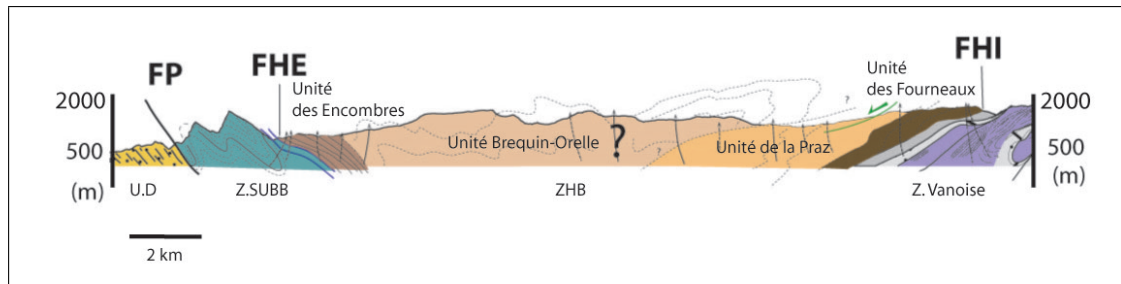 FP
FHE
Unité
des Encombres
Unité
des Fourneaux
FHI
2000
500
(m)
Unité Brequin-Orelle
?
?
Unité de la Praz
?
2000
500
(m)
U.D
Z.SUBB
ZHB
Z. Vanoise
2 km